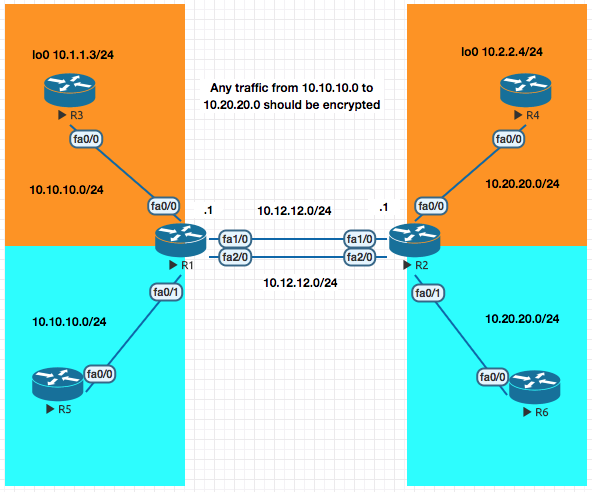 lo0 10.1.1.3/24
lo0 10.2.2.4/24
Any traffic from 10.10.10.0 to
10.20.20.0 should be encrypted
R3
R4
fa0/0
fa0/0
10.10.10.0/24
10.20.20.0/24
fa0/0
.1
10.12.12.0/24
.1
fa0/0
fa1/0
fa1/0
R1
fa2/0
fa2/0
R2
10.12.12.0/24
fa0/1
fa0/1
10.10.10.0/24
10.20.20.0/24
fa0/0
fa0/0
R5
R6